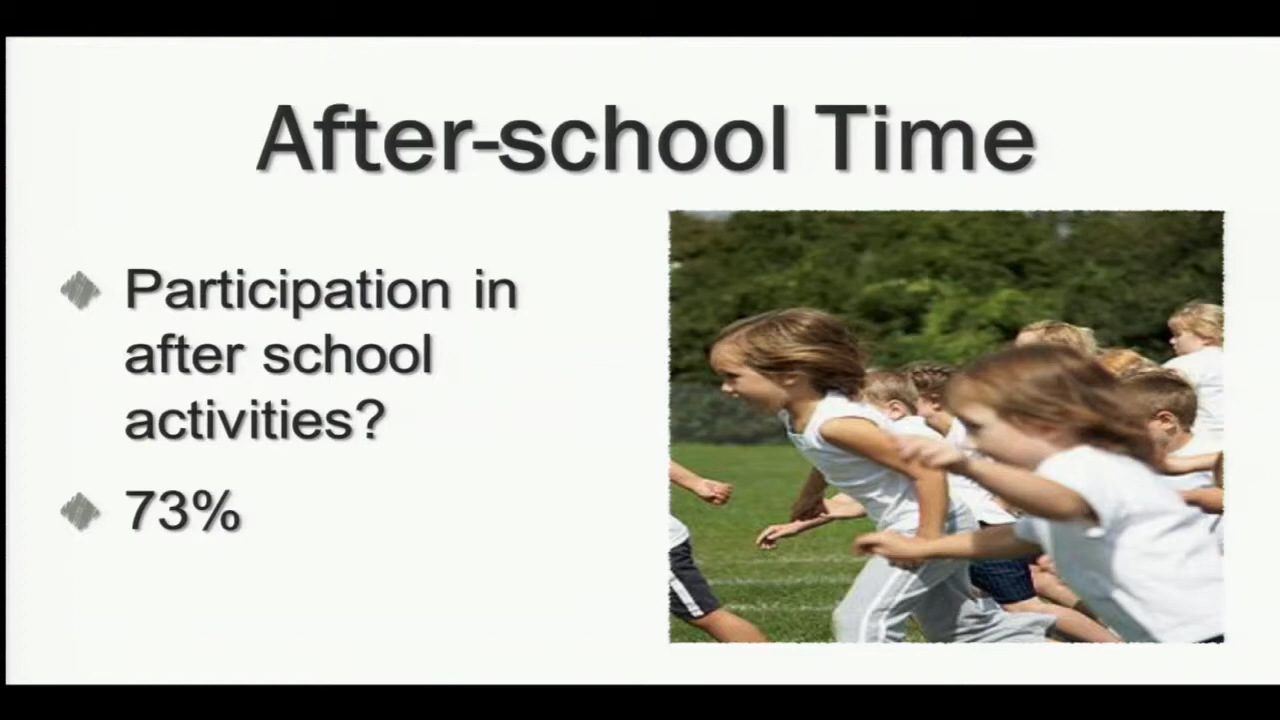 After-school Time
Participation in
after school
activities?
73%